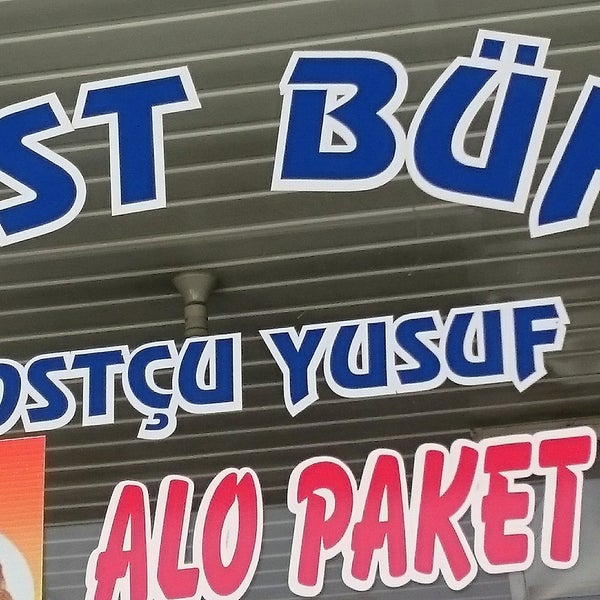 ST BÜ
OSTÇU YUSUF
ALO PAKET